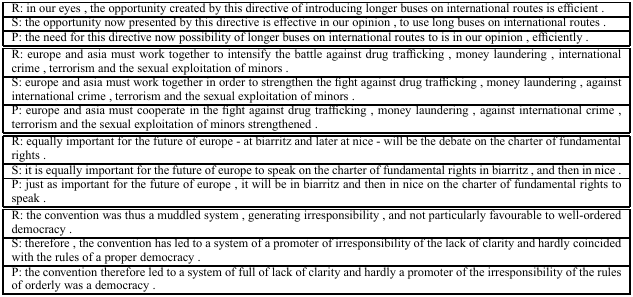 R: in our eyes , the opportunity created by this directive of introducing longer buses on international routes is efficient .
S: the opportunity now presented by this directive is effective in our opinion , to use long buses on international routes .
P: the need for this directive now possibility of longer buses on international routes to is in our opinion , efficiently .
R: europe and asia must work together to intensify the battle against drug trafficking , money laundering , international
crime , terrorism and the sexual exploitation of minors .
S: europe and asia must work together in order to strengthen the fight against drug trafficking , money laundering , against
international crime , terrorism and the sexual exploitation of minors .
P: europe and asia must cooperate in the fight against drug trafficking , money laundering , against international crime ,
terrorism and the sexual exploitation of minors strengthened .
R: equally important for the future of europe - at biarritz and later at nice - will be the debate on the charter of fundamental
rights .
S: it is equally important for the future of europe to speak on the charter of fundamental rights in biarritz , and then in nice .
P: just as important for the future of europe , it will be in biarritz and then in nice on the charter of fundamental rights to
speak .
R: the convention was thus a muddled system , generating irresponsibility , and not particularly favourable to well-ordered
democracy .
S: therefore , the convention has led to a system of a promoter of irresponsibility of the lack of clarity and hardly coincided
with the rules of a proper democracy .
P: the convention therefore led to a system of full of lack of clarity and hardly a promoter of the irresponsibility of the rules
of orderly was a democracy .